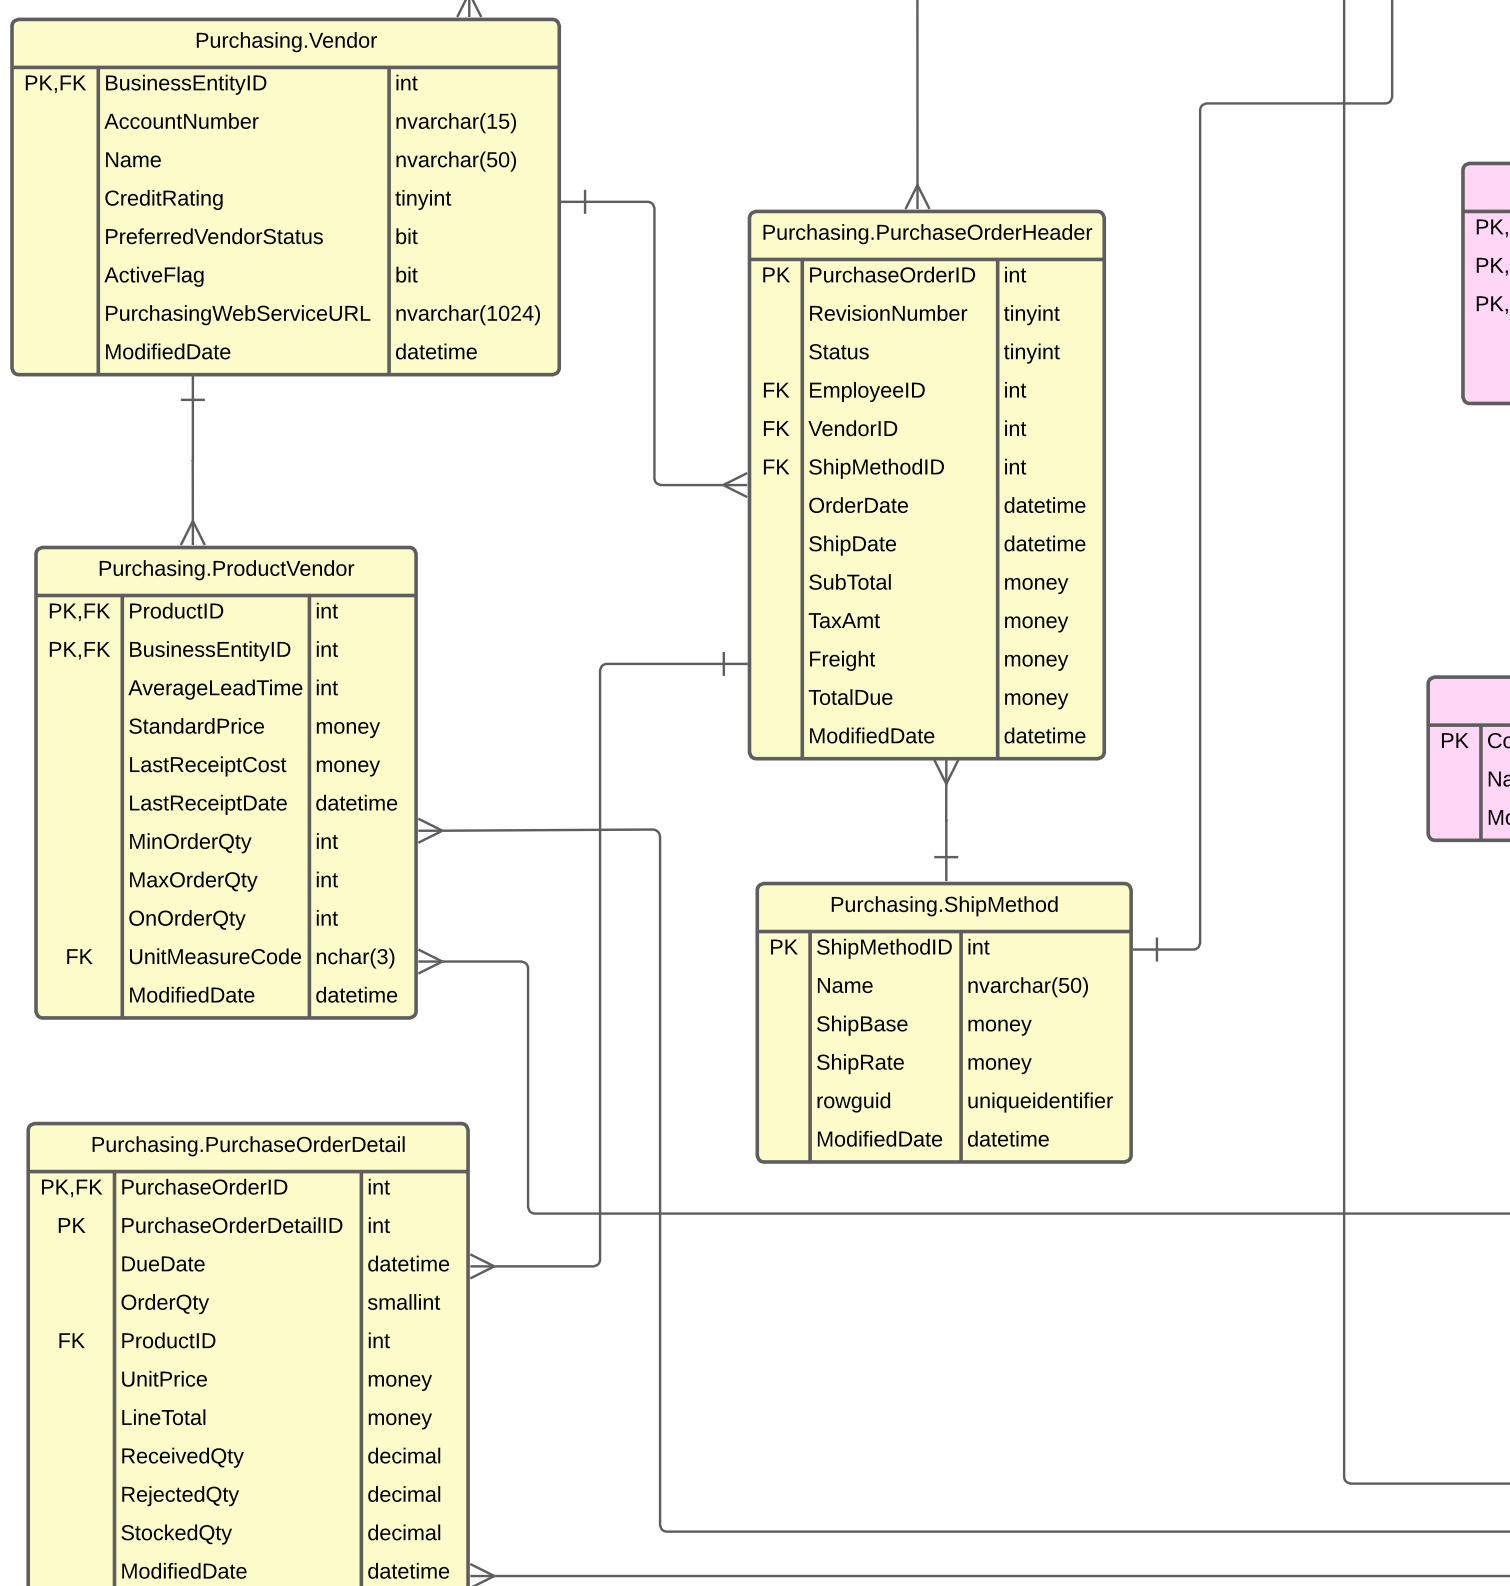 Purchasing.Vendor
PK,FK BusinessEntityID int
AccountNumber nvarchar(15)
Name nvarchar(50)
CreditRating tinyint
PreferredVendorStatus bit
ActiveFlag bit
PurchasingWebServiceURL nvarchar(1024)
ModifiedDate datetime
Purchasing.PurchaseOrderHeader
PK PurchaseOrderID int
RevisionNumber tinyint
Status tinyint
FK EmployeeID int
FK VendorID int
FK ShipMethodID int
OrderDate datetime
ShipDate datetime
SubTotal money
TaxAmt money
Freight money
TotalDue money
ModifiedDate datetime
PK,
PK,
PK,
Purchasing.ProductVendor
PK,FK ProductID int
PK,FK BusinessEntityID int
AverageLeadTime int
StandardPrice money
LastReceiptCost money
LastReceiptDate datetime
MinOrderQty int
MaxOrderQty int
OnOrderQty int
FK UnitMeasureCode nchar(3)
ModifiedDate datetime
PK Co
Na
Mo
Purchasing.ShipMethod
PK ShipMethodID int
Name nvarchar(50)
ShipBase money
ShipRate money
rowguid uniqueidentifier
ModifiedDate datetime
Purchasing.PurchaseOrderDetail
PK,FK PurchaseOrderID int
PK PurchaseOrderDetailID int
DueDate datetime
OrderQty smallint
FK ProductID int
UnitPrice money
LineTotal money
ReceivedQty decimal
RejectedQty decimal
StockedQty decimal
ModifiedDate datetime